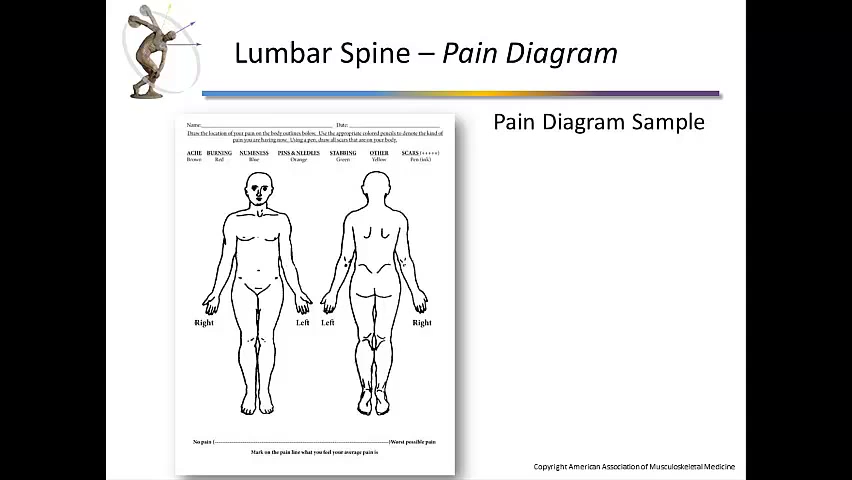 Lumbar Spine – Pain Diagram
Pain Diagram Sample
Name: Date:
Draw the location of your pain on the body outlines below. Use the appropriate colored pencils to denote the kind of
pain you are having now. Using a pen, draw all scars that are on your body.
ACHE BURNING NUMBNESS PINS & NEEDLES STABBING OTHER SCARS (+++++)
Brown Red Blue Orange Green Yellow Pen (ink)
Right Left Left Right
No pain (----------)Worst possible pain
Mark on the pain line what you feel your average pain is
Copyright American Association of Musculoskeletal Medicine